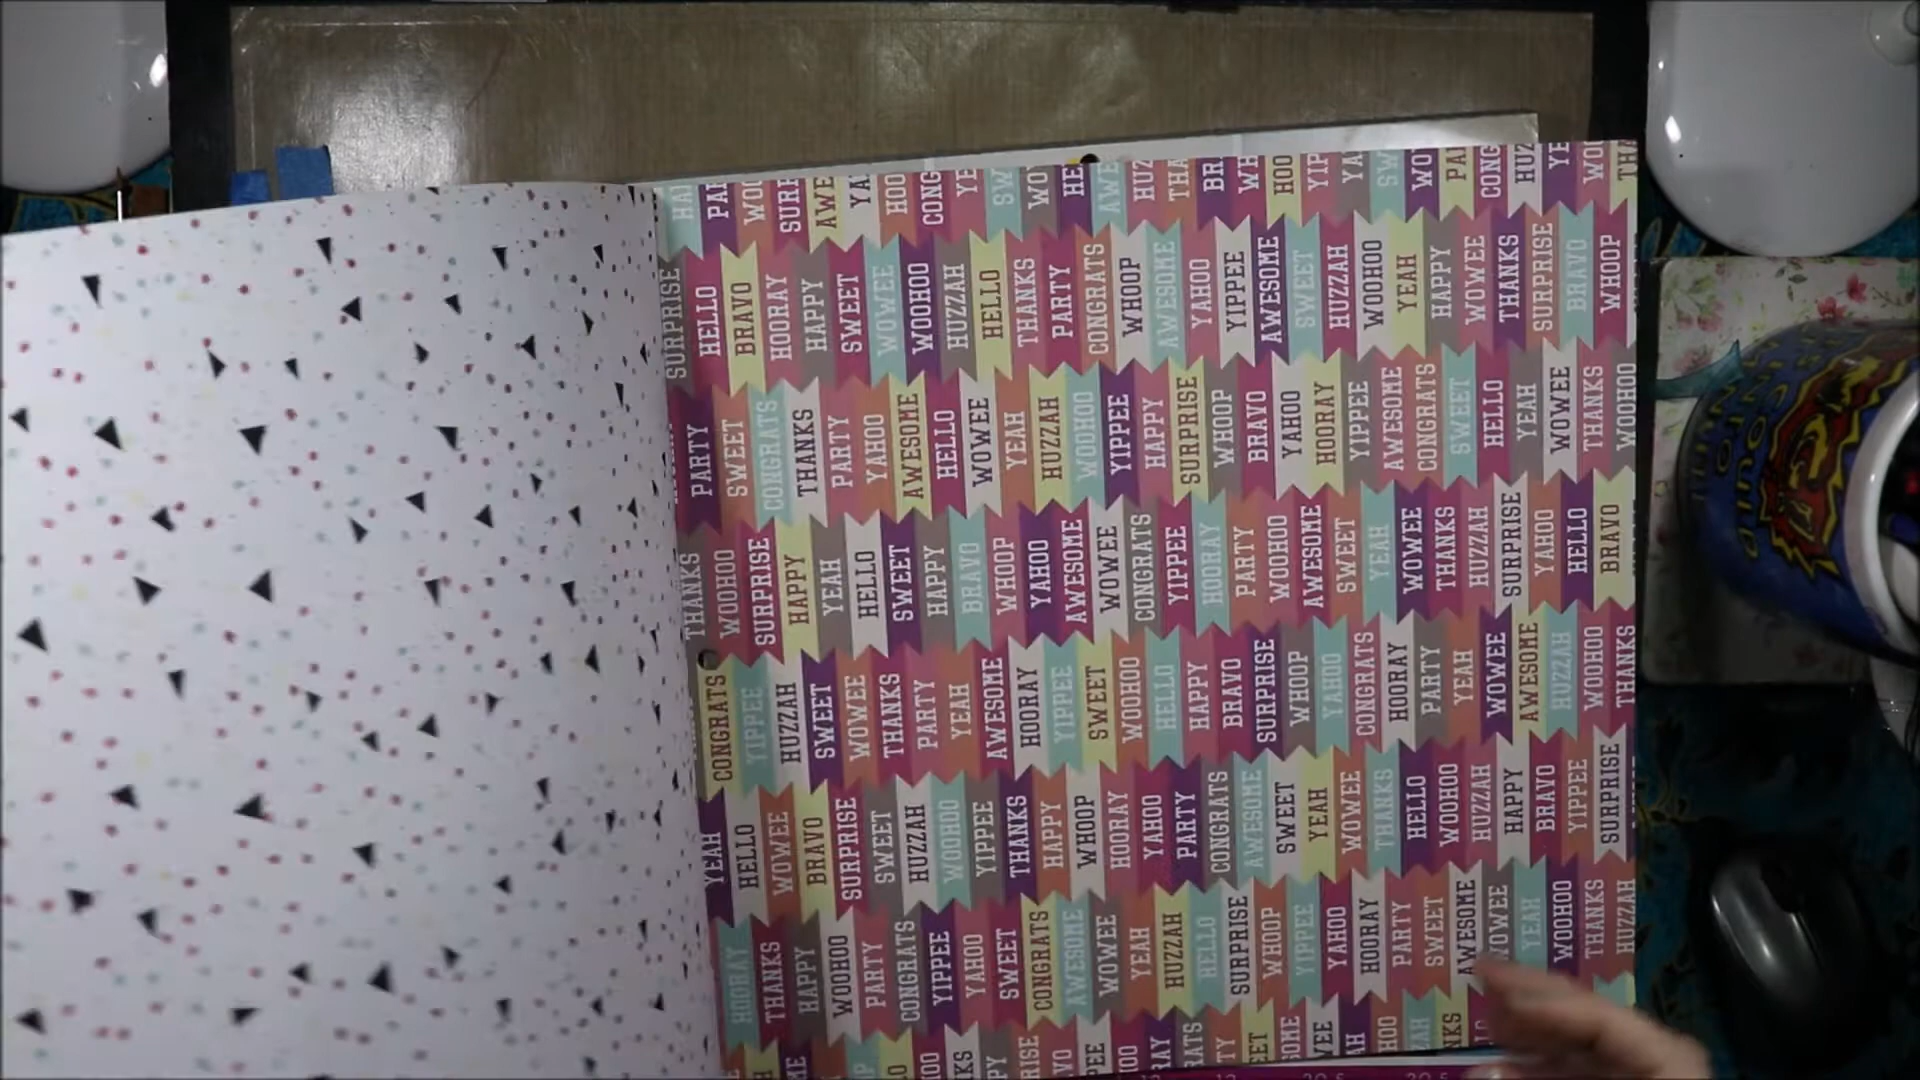 SURPRISE HELLO BRAVO HOORAY HAPPY SWEET WOWEE WOOHOO HUZZAH HELLO THANKS PARTY CONGRATS WHOOP AWESOME YAHOO YIPPEE AWESOME SWEET HUZZAH WOOHOO YEAH HAPPY WOWEE THANKS SURPRISE BRAVO WHOOP
PARTY SWEET CONGRATS THANKS PARTY YAHOO AWESOME HELLO WOWEE YEAH HUZZAH WOOHOO YIPPEE HAPPY SURPRISE WHOOP BRAVO YAHOO HOORAY YIPPEE AWESOME CONGRATS SWEET HELLO YEAH WOWEE THANKS WOOHOO
THANKS WOOHOO SURPRISE HAPPY YEAH HELLO SWEET HAPPY BRAVO WHOOP YAHOO AWESOME WOWEE CONGRATS YIPPEE HOORAY PARTY WOOHOO AWESOME SWEET YEAH WOWEE THANKS HUZZAH SURPRISE YAHOO HELLO BRAVO
CONGRATS YIPPEE HUZZAH SWEET WOWEE THANKS PARTY YEAH AWESOME HOORAY YIPPEE SWEET WOOHOO HELLO HAPPY BRAVO SURPRISE WHOOP YAHOO CONGRATS HOORAY PARTY YEAH WOWEE AWESOME HUZZAH WOOHOO THANKS
YEAH HELLO WOWEE BRAVO SURPRISE SWEET HUZZAH WOOHOO YIPPEE THANKS HAPPY WHOOP HOORAY YAHOO PARTY CONGRATS AWESOME SWEET YEAH WOWEE THANKS HELLO WOOHOO HUZZAH HAPPY BRAVO YIPPEE SURPRISE
HOORAY THANKS HAPPY WOOHOO PARTY CONGRATS YIPPEE YAHOO SWEET CONGRATS AWESOME WOWEE YEAH HUZZAH HELLO SURPRISE WHOOP YIPPEE YAHOO HOORAY PARTY SWEET AWESOME WOWEE YEAH WOOHOO THANKS HUZZAH